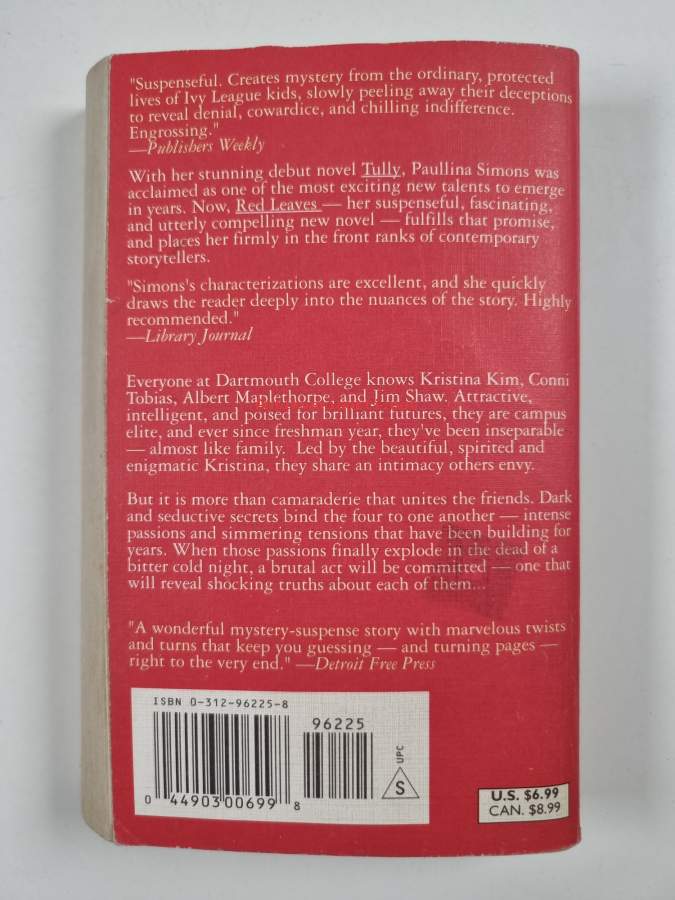 "Suspenseful. Creates mystery from the ordinary, protected
lives of Ivy League kids, slowly peeling away their deceptions
to reveal denial, cowardice, and chilling indifference.
Engrossing."
—Publishers Weekly
With her stunning debut novel Tully, Paullina Simons was
acclaimed as one of the most exciting new talents to emerge
in years. Now, Red Leaves — her suspenseful, fascinating,
and utterly compelling new novel — fulfills that promise,
and places her firmly in the front ranks of contemporary
storytellers.
"Simons's characterizations are excellent, and she quickly
draws the reader deeply into the nuances of the story. Highly
recommended."
—Library Journal
Everyone at Dartmouth College knows Kristina Kim, Conni
Tobias, Albert Maplethorpe, and Jim Shaw. Attractive,
intelligent, and poised for brilliant futures, they are campus
elite, and ever since freshman year, they've been inseparable
— almost like family. Led by the beautiful, spirited and
enigmatic Kristina, they share an intimacy others envy.
But it is more than camaraderie that unites the friends. Dark
and seductive secrets bind the four to one another — intense
passions and simmering tensions that have been building for
years. When those passions finally explode in the dead of a
bitter cold night, a brutal act will be committed — one that
will reveal shocking truths about each of them...
"A wonderful mystery-suspense story with marvelous twists
and turns that keep you guessing — and turning pages —
right to the very end." —Detroit Free Press
ISBN 0-312-96225-8
96225
0 44903 00699 8
UPC
S
U.S. $6.99
CAN. $8.99